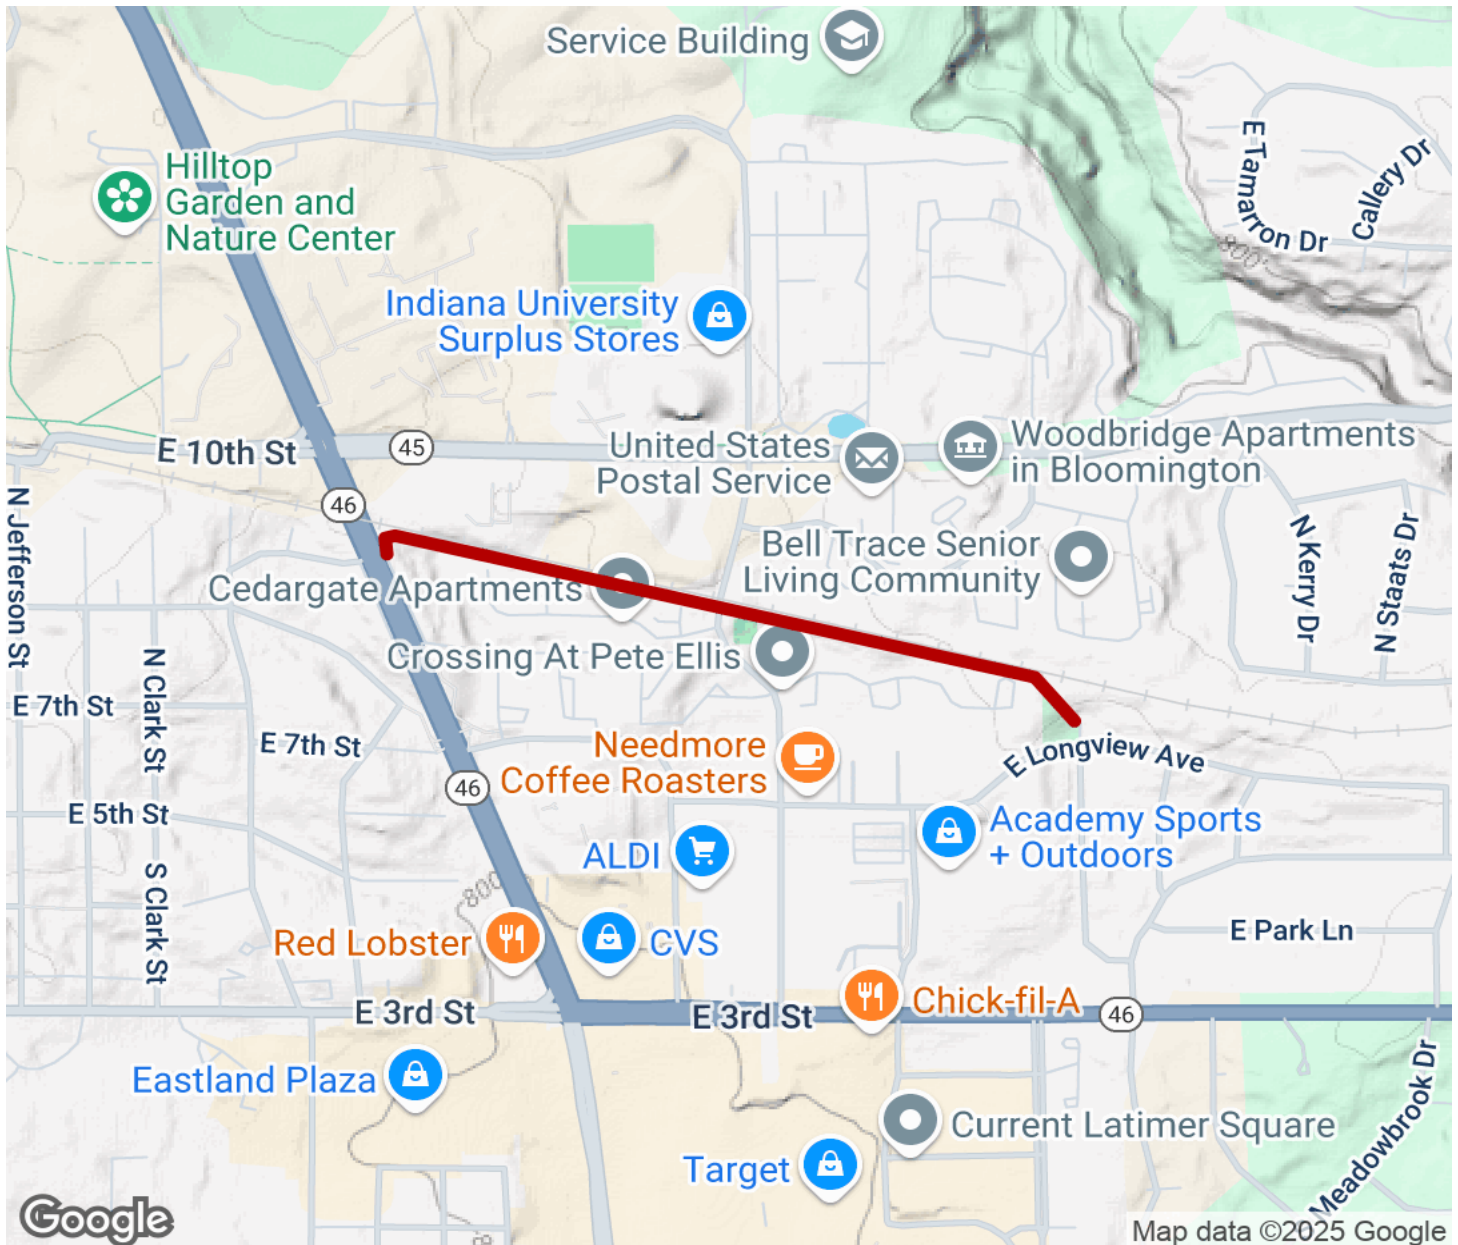 Service Building
E Tamarron Dr
Callery Dr
Hilltop
Garden and
Nature Center
800'
Indiana University
Surplus Stores
E 10th St
45
United States
Postal Service
Woodbridge Apartments
in Bloomington
46
N Jefferson St
Bell Trace Senior
Living Community
N Kerry Dr
N Staats Dr
Cedargate Apartments
Crossing At Pete Ellis
N Clark St
E 7th St
E 7th St
Needmore
Coffee Roasters
E Longview Ave
46
E 5th St
ALDI
Academy Sports
+ Outdoors
S Clark St
800
Red Lobster
CVS
E Park Ln
E 3rd St
E 3rd St
Chick-fil-A
46
Eastland Plaza
Current Latimer Square
Meadowbrook Dr
Target
Google
Map data ©2025 Google